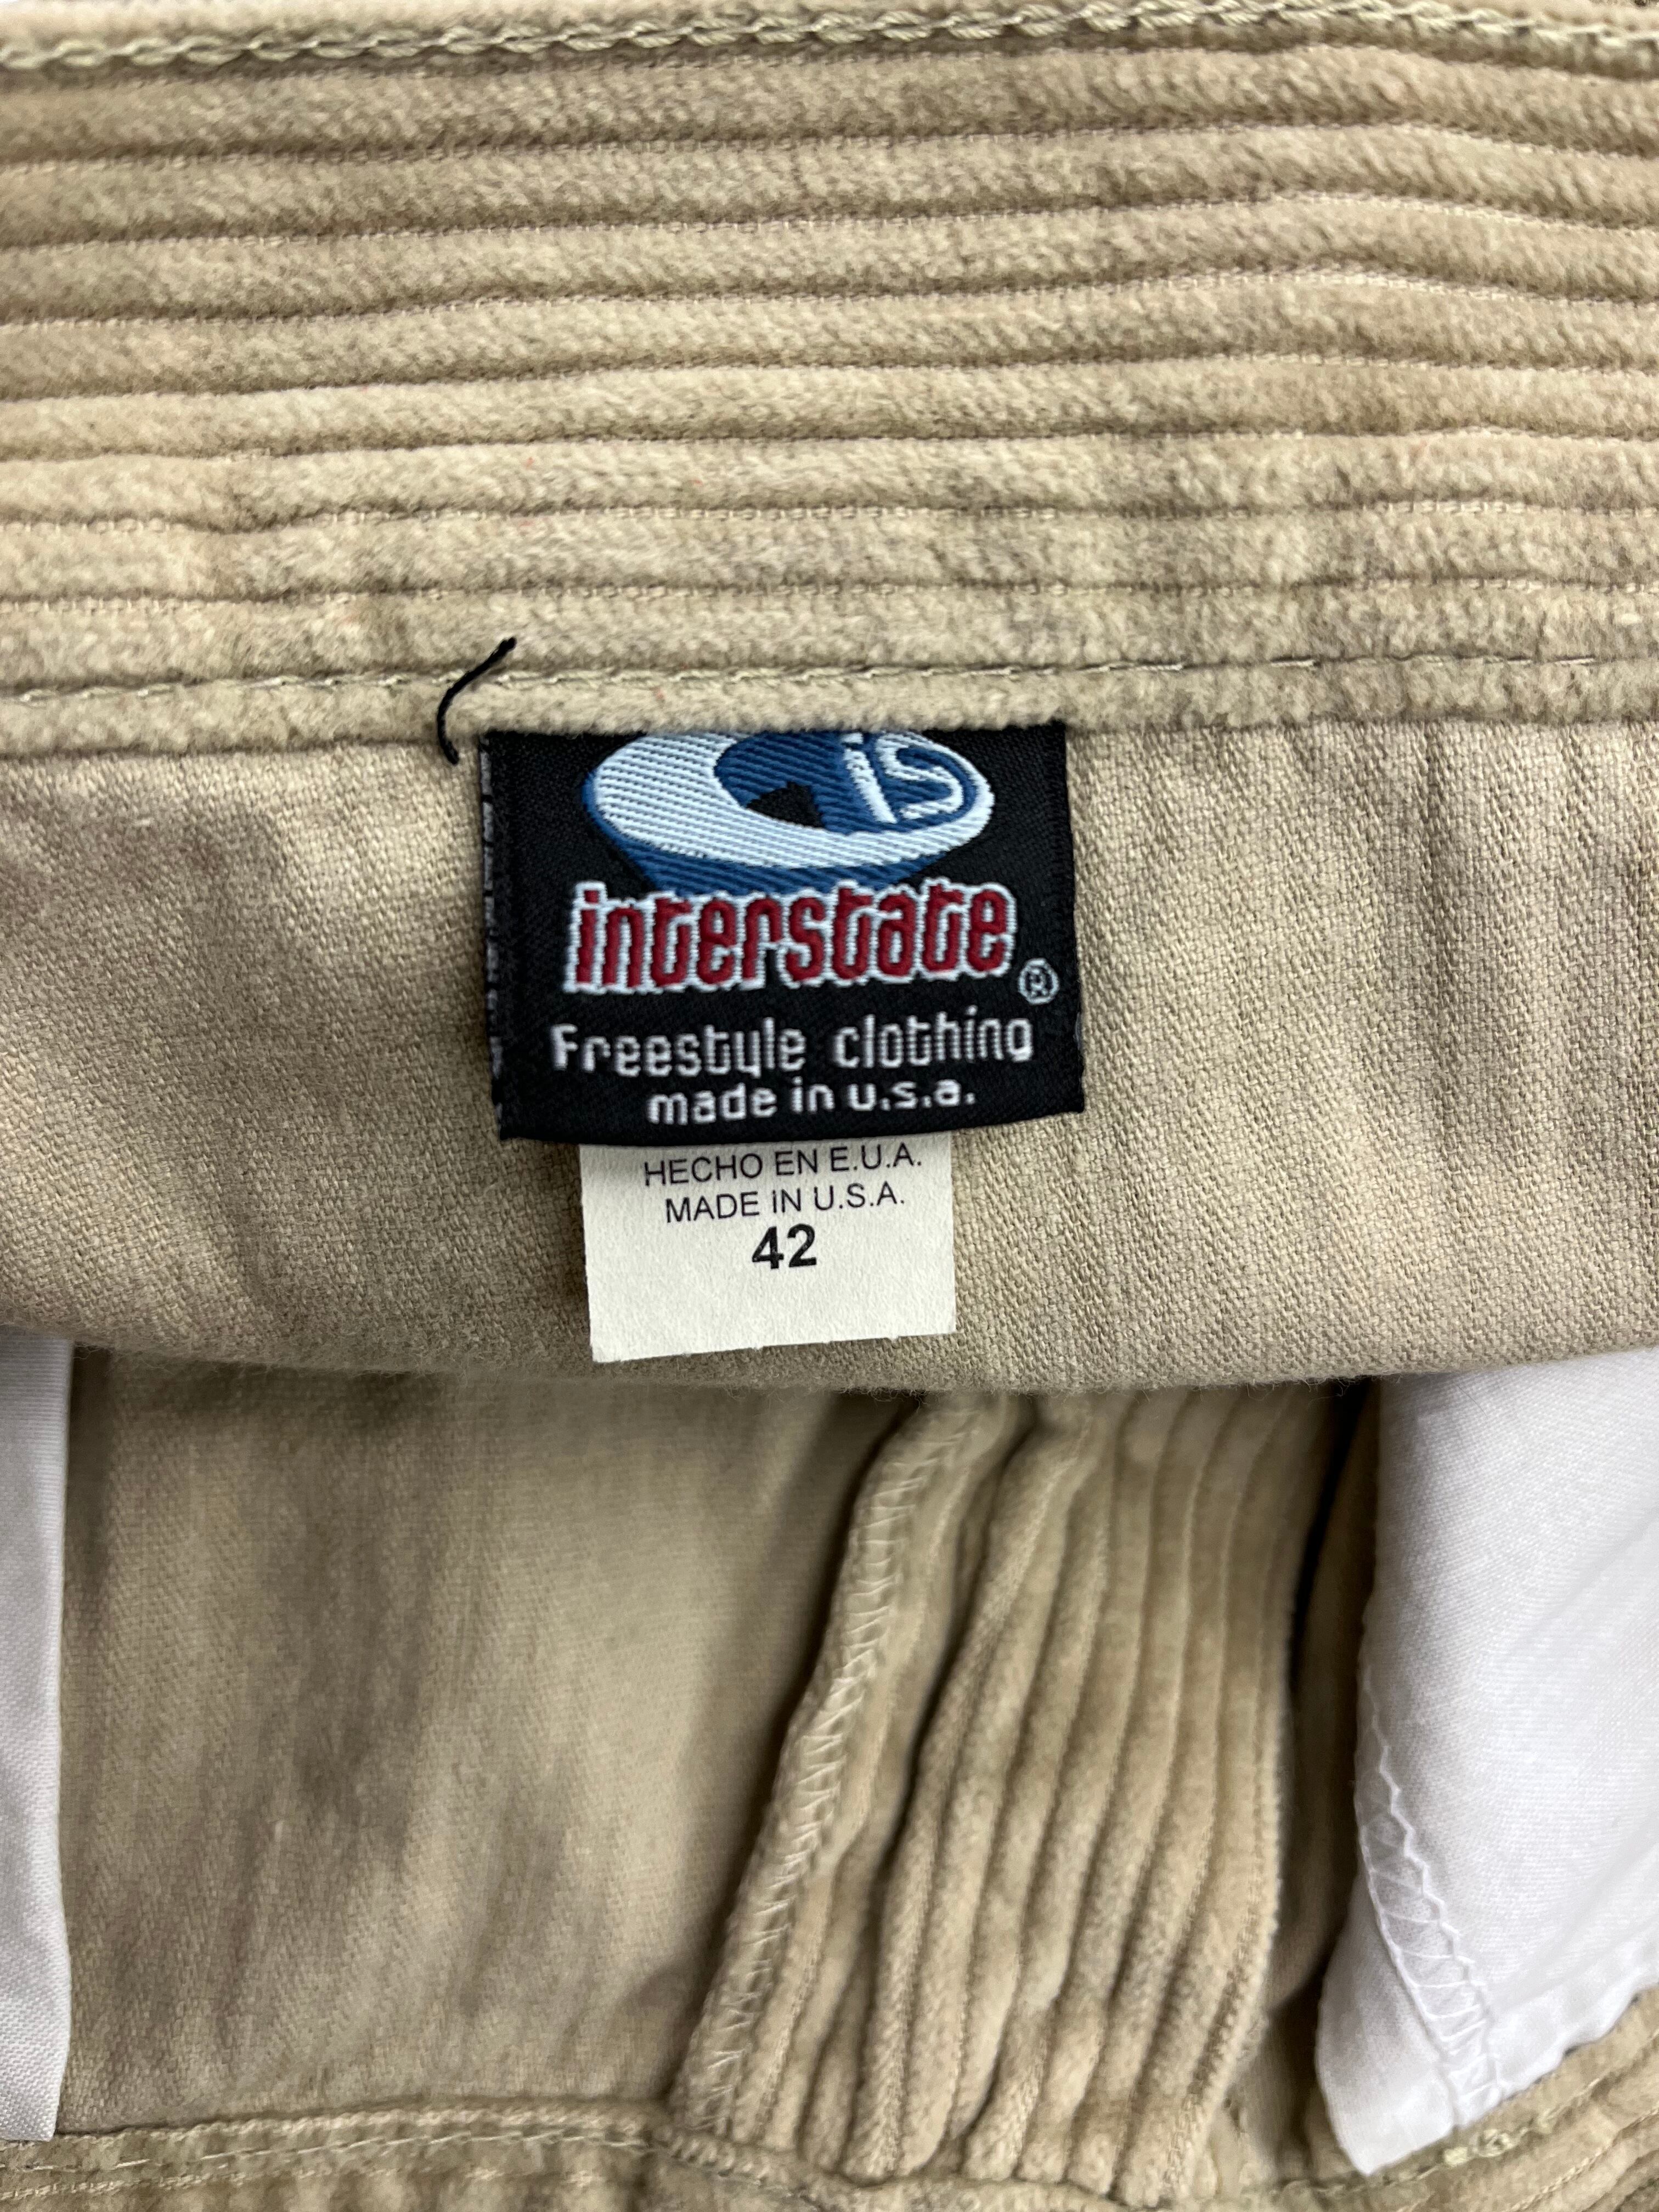 is
interstate®
Freestyle clothing
made in u.s.a.
HECHO EN E.U.A.
MADE IN U.S.A.
42